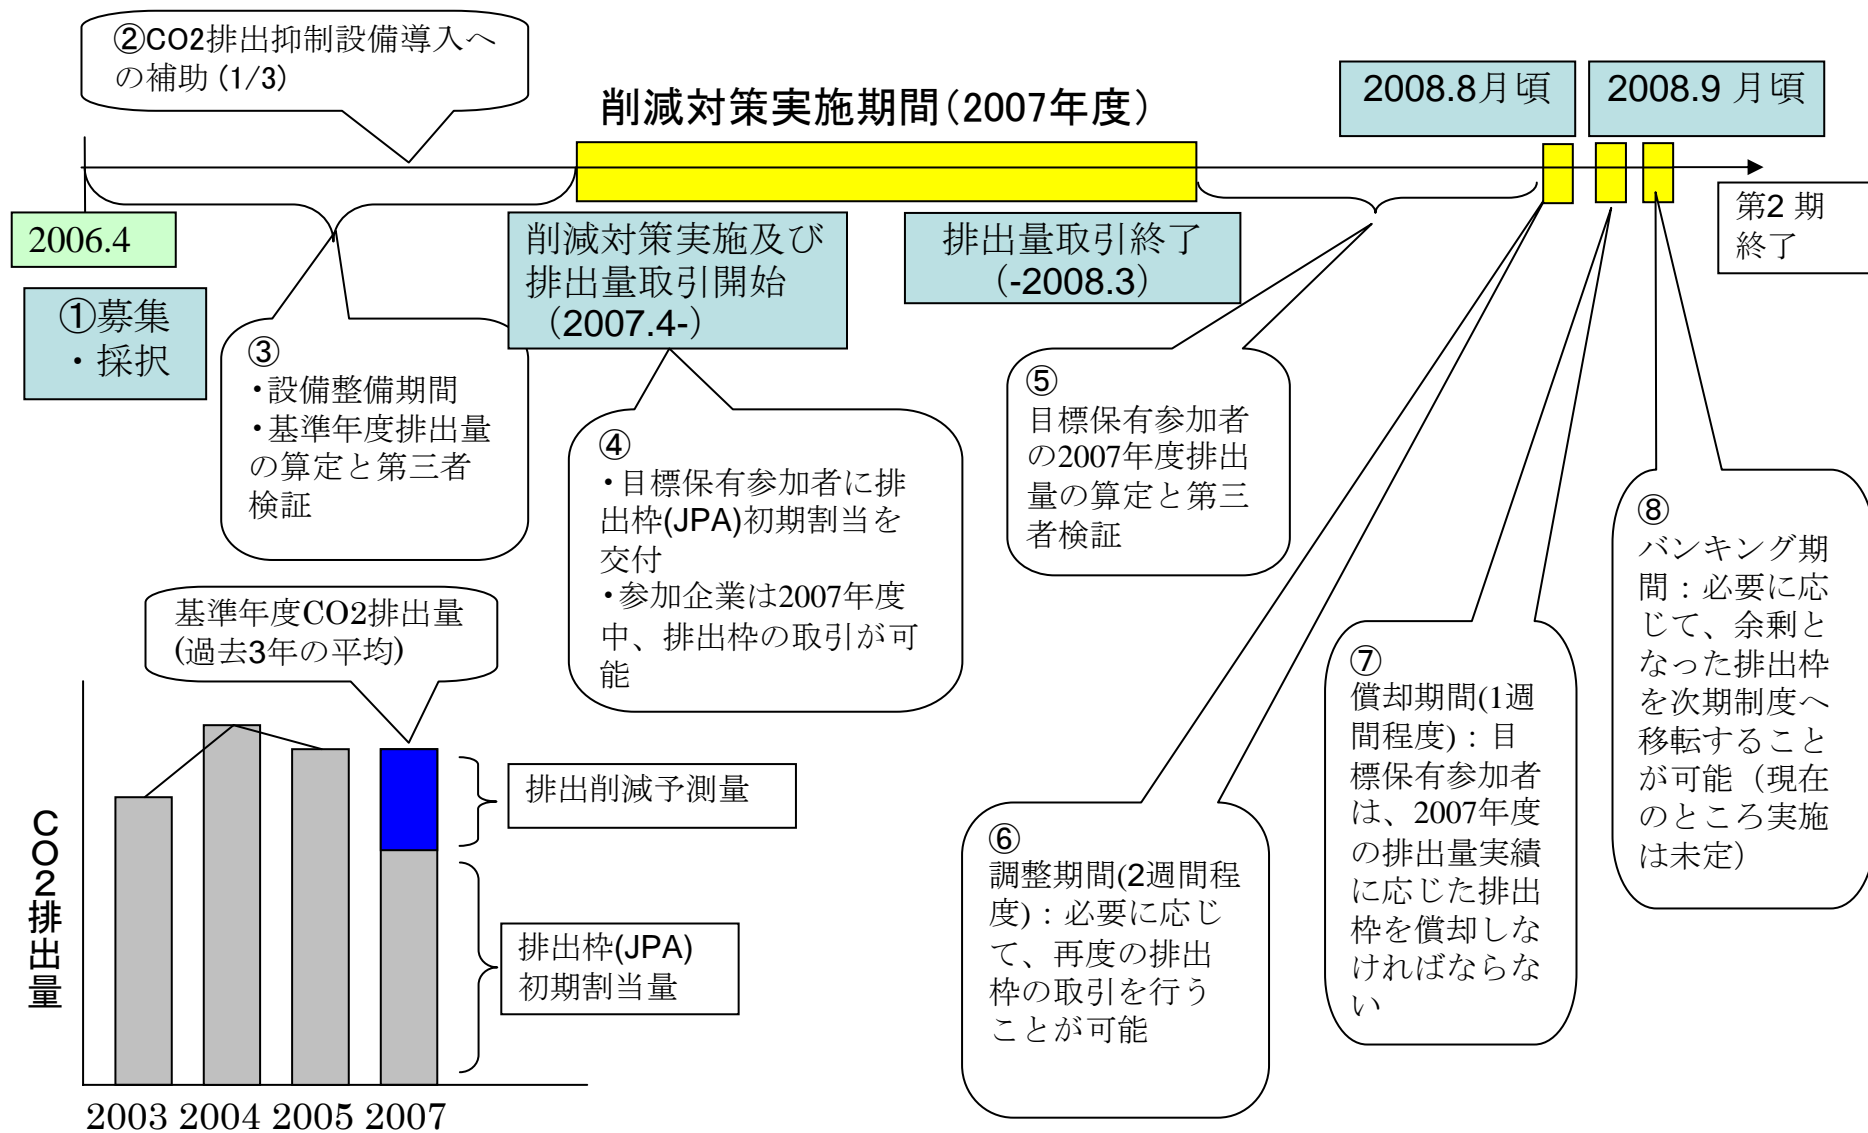 ②CO2排出抑制設備導入へ
の補助 (1/3)
削減対策実施期間(2007年度)
2008.8月頃
2008.9 月頃
第2 期
終了
2006.4
①募集
・採択
削減対策実施及び
排出量取引開始
(2007.4-)
排出量取引終了
(-2008.3)
③
・設備整備期間
・基準年度排出量
の算定と第三者
検証
④
・目標保有参加者に排
出枠(JPA)初期割当を
交付
・参加企業は2007年度
中、排出枠の取引が可
能
⑤
目標保有参加者
の2007年度排出
量の算定と第三
者検証
⑥
調整期間(2週間程
度)：必要に応じ
て、再度の排出
枠の取引を行う
ことが可能
⑦
償却期間(1週
間程度)：目
標保有参加者
は、2007年度
の排出量実績
に応じた排出
枠を償却しな
ければならな
い
⑧
バンキング期
間：必要に応
じて、余剰と
なった排出枠
を次期制度へ
移転すること
が可能（現在
のところ実施
は未定）
基準年度CO2排出量
(過去3年の平均)
排出削減予測量
排出枠(JPA)
初期割当量
CO2排出量
2003 2004 2005 2007